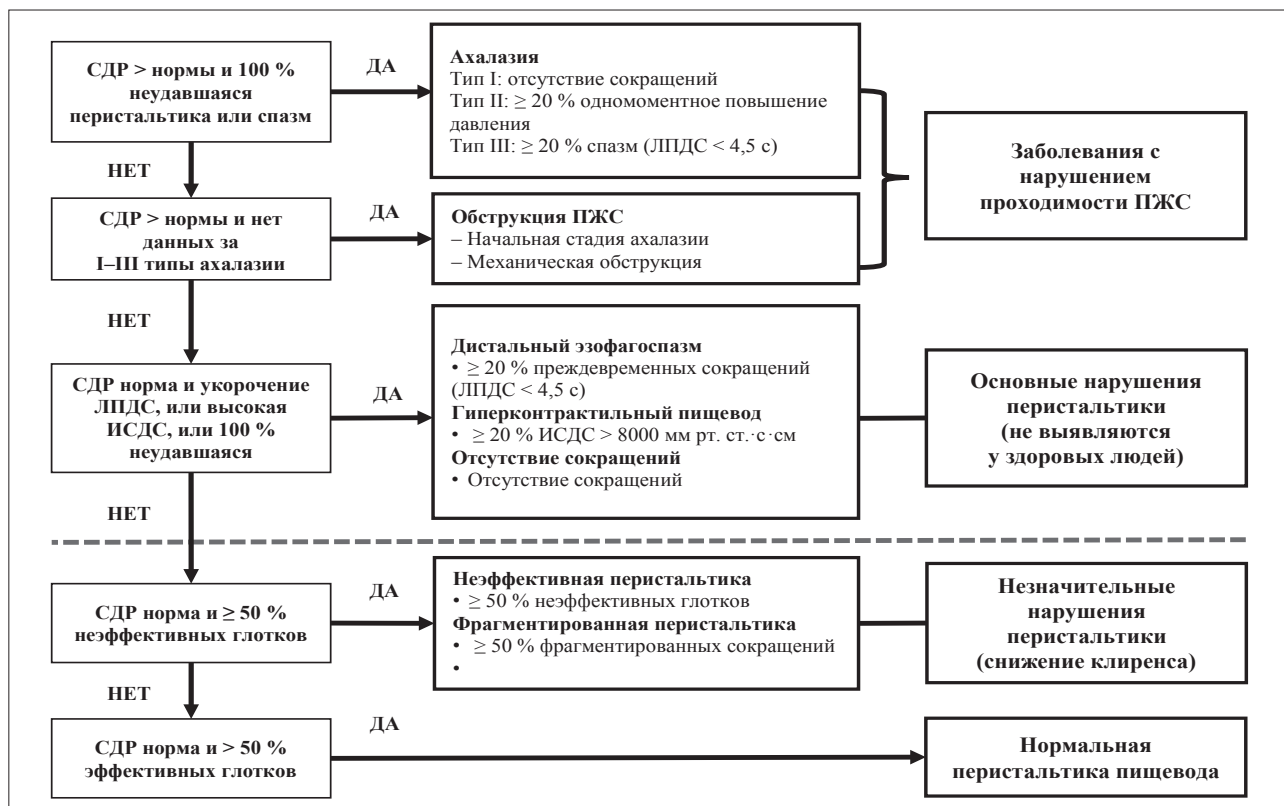 СДР > нормы и 100 %
неудавшаяся
перистальтика или спазм
ДА
Ахалазия
Тип I: отсутствие сокращений
Тип II: ≥ 20 % одномоментное повышение
давления
Тип III: ≥ 20 % спазм (ЛПДС < 4,5 с)
Заболевания с
нарушением
проходимости ПЖС
НЕТ
СДР > нормы и нет
данных за
I–III типы ахалазии
ДА
Обструкция ПЖС
– Начальная стадия ахалазии
– Механическая обструкция
НЕТ
СДР норма и укорочение
ЛПДС, или высокая
ИСДС, или 100 %
неудавшаяся
ДА
Дистальный эзофагоспазм
• ≥ 20 % преждевременных сокращений
(ЛПДС < 4,5 с)
Гиперконтрактильный пищевод
• ≥ 20 % ИСДС > 8000 мм рт. ст.·с·см
Отсутствие сокращений
• Отсутствие сокращений
Основные нарушения
перистальтики
(не выявляются
у здоровых людей)
НЕТ
СДР норма и ≥ 50 %
неэффективных глотков
ДА
Неэффективная перистальтика
• ≥ 50 % неэффективных глотков
Фрагментированная перистальтика
• ≥ 50 % фрагментированных сокращений
•
Незначительные
нарушения
перистальтики
(снижение клиренса)
НЕТ
СДР норма и > 50 %
эффективных глотков
ДА
Нормальная
перистальтика пищевода